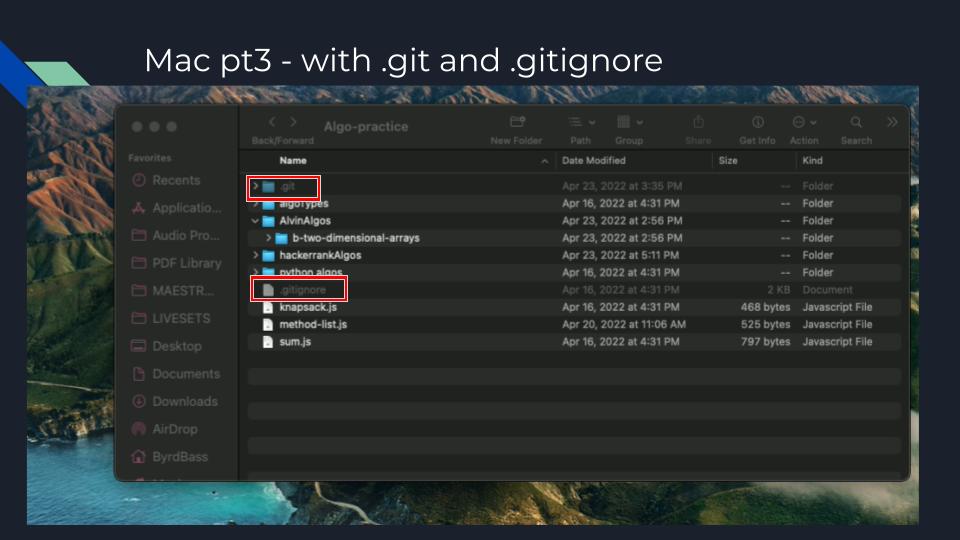 Mac pt3 - with .git and .gitignore
Algo-practice
Back/Forward New Folder Path Group Share Get Info Action Search
Favorites
Recents
Applicatio...
Audio Pro...
PDF Library
MAESTR...
LIVESETS
Desktop
Documents
Downloads
AirDrop
ByrdBass
Name Date Modified Size Kind
.git Apr 23, 2022 at 3:35 PM -- Folder
algoTypes Apr 16, 2022 at 4:31 PM -- Folder
AlvinAlgos Apr 23, 2022 at 2:56 PM -- Folder
b-two-dimensional-arrays Apr 23, 2022 at 2:56 PM -- Folder
hackerrankAlgos Apr 23, 2022 at 5:11 PM -- Folder
python algos Apr 16, 2022 at 4:31 PM -- Folder
.gitignore Apr 16, 2022 at 4:31 PM 2 KB Document
knapsack.js Apr 16, 2022 at 4:31 PM 468 bytes Javascript File
method-list.js Apr 20, 2022 at 11:06 AM 525 bytes Javascript File
sum.js Apr 16, 2022 at 4:31 PM 797 bytes Javascript File